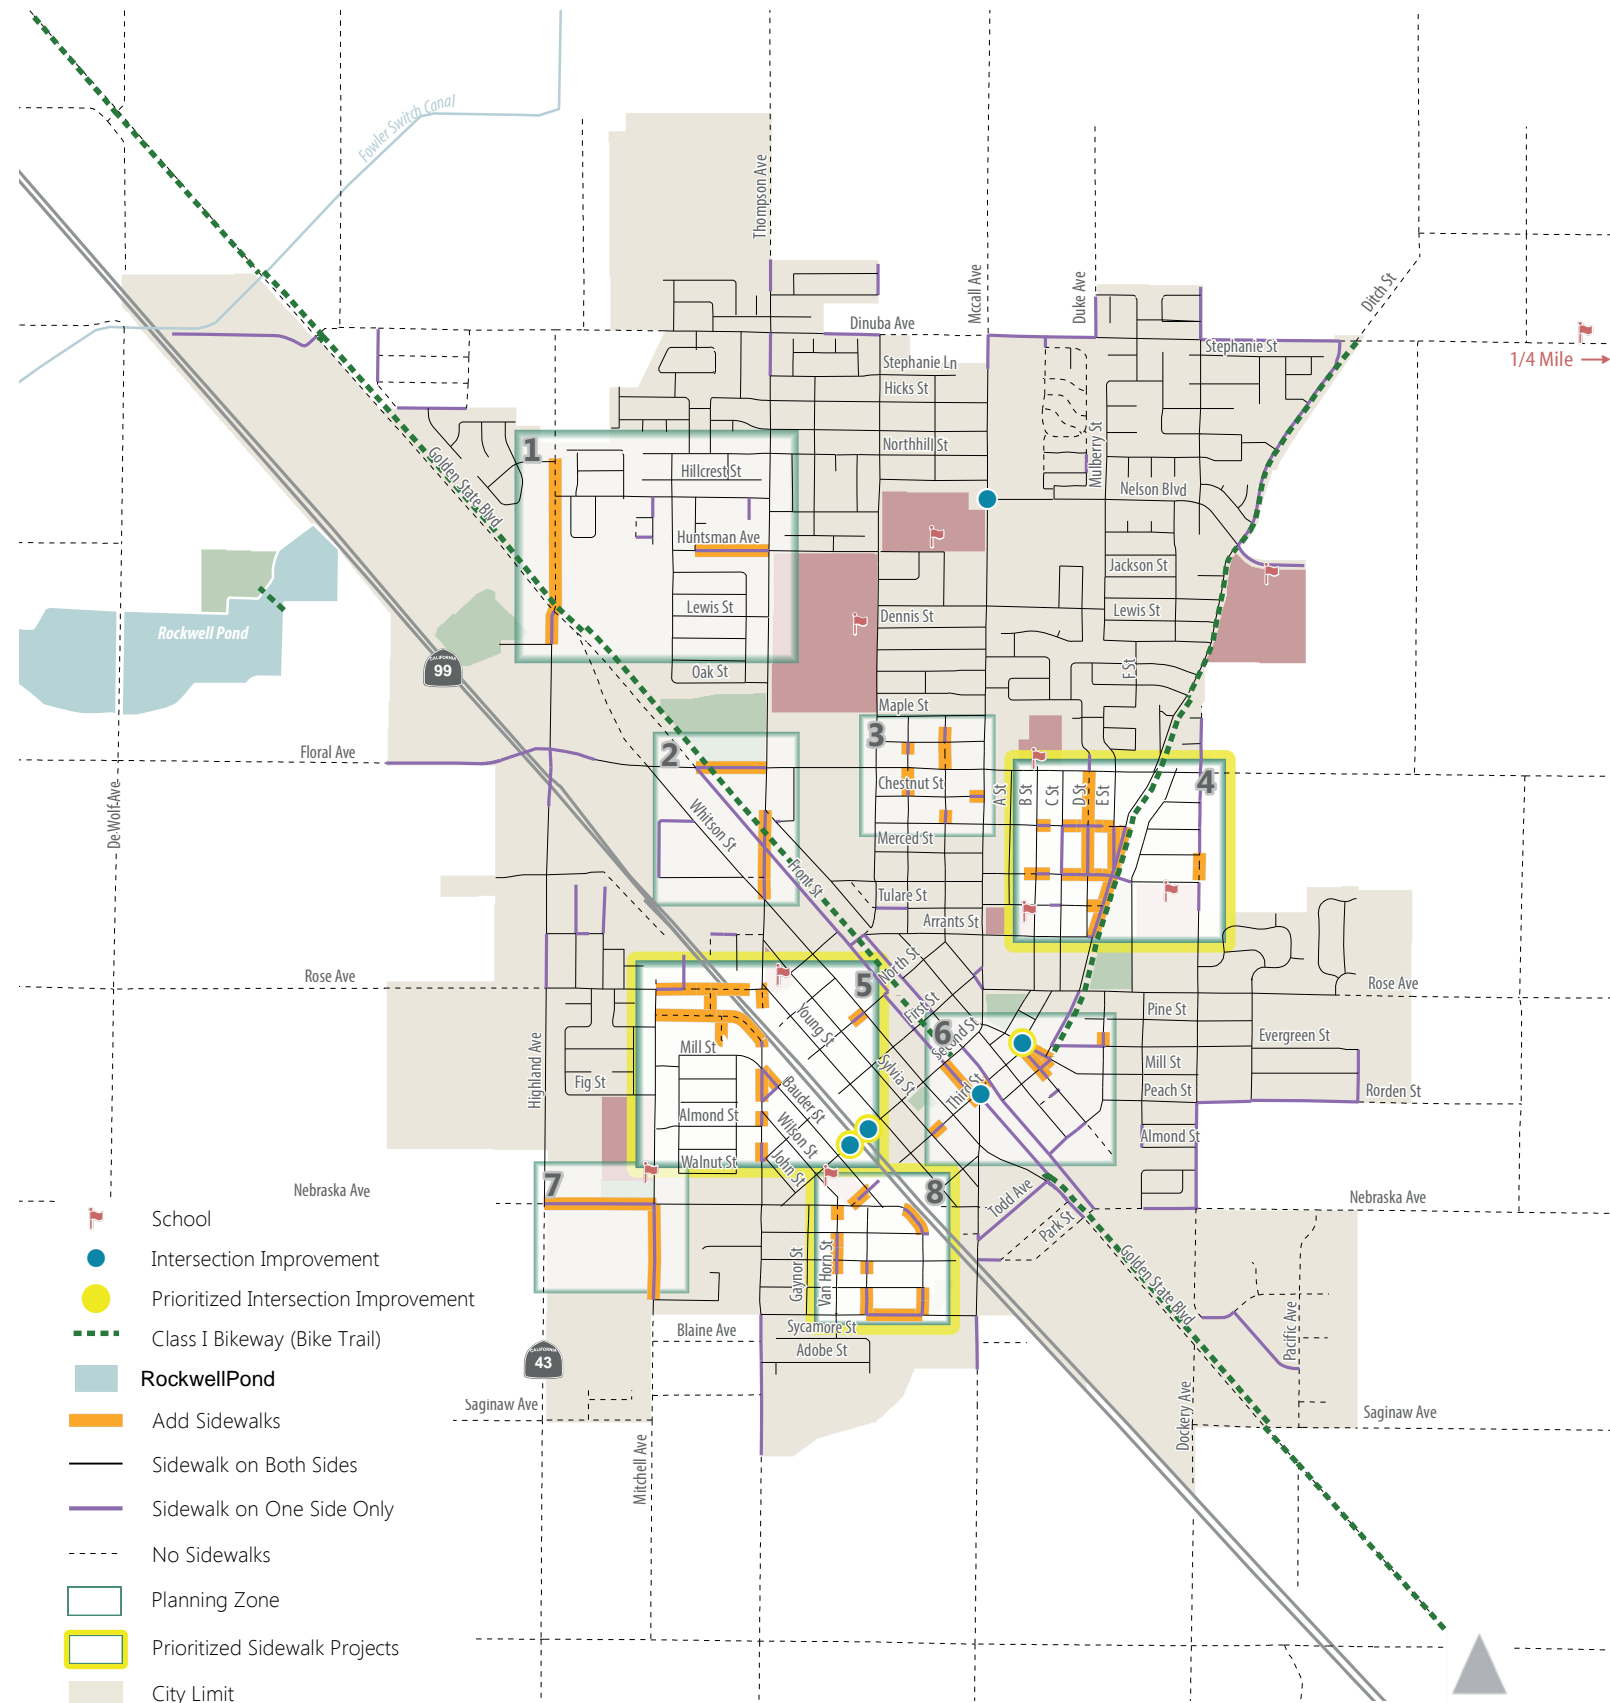 Fowler Switch Canal
Thompson Ave
Mccall Ave
Duke Ave
Ditch St
Dinuba Ave
Stephanie St
1/4 Mile
Stephanie Ln
Hicks St
Northhill St
Mulberry St
Nelson Blvd
1
Golden State Blvd
Hillcrest St
Huntsman Ave
Jackson St
Lewis St
Lewis St
Dennis St
Rockwell Pond
CALIFORNIA
99
Oak St
F St
Maple St
3
Floral Ave
2
4
Chestnut St
A St
B St
C St
D St
E St
De Wolf Ave
Whitson St
Merced St
Front St
Tulare St
Arrants St
Rose Ave
5
North St
Rose Ave
First St
Pine St
Young St
6
Second St
Evergreen St
Highland Ave
Mill St
Mill St
Fig St
Sylvia St
Third St
Peach St
Rorden St
Bauder St
Almond St
Wilson St
Almond St
Walnut St
John St
7
8
Nebraska Ave
Todd Ave
Nebraska Ave
Park St
School
Gaynor St
Van Horn St
Golden State Blvd
Intersection Improvement
Prioritized Intersection Improvement
Pacific Ave
Blaine Ave
Sycamore St
Class I Bikeway (Bike Trail)
Adobe St
CALIFORNIA
43
RockwellPond
Saginaw Ave
Dockery Ave
Saginaw Ave
Add Sidewalks
Mitchell Ave
Sidewalk on Both Sides
Sidewalk on One Side Only
No Sidewalks
Planning Zone
Prioritized Sidewalk Projects
City Limit